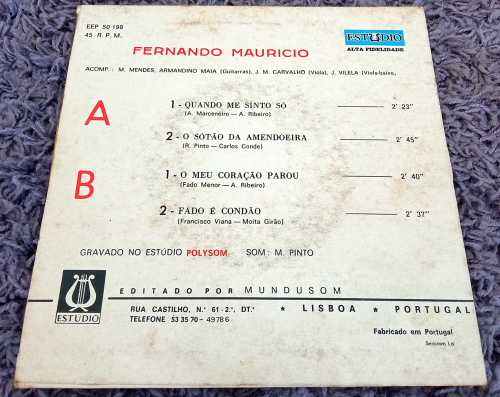 EEP 50 198
45 R. P. M.
ESTÚDIO
ALTA FIDELIDADE
FERNANDO MAURICIO
ACOMP.: M. MENDES, ARMANDINO MAIA (Guitarras), J. M. CARVALHO (Viola), J. VILELA (Viola-baixo,
A
1 - QUANDO ME SINTO SÓ 2' 23"
(A. Marceneiro — A. Ribeiro)
2 - O SÓTÃO DA AMENDOEIRA 2' 45"
(R. Pinto — Carlos Conde)
B
1 - O MEU CORAÇÃO PAROU 2' 40"
(Fado Menor — A. Ribeiro)
2 - FADO É CONDÃO 2' 37"
(Francisco Viana — Moita Girão)
GRAVADO NO ESTÚDIO POLYSOM SOM: M. PINTO
ESTÚDIO
EDITADO POR MUNDUSOM
RUA CASTILHO, N.º 61-2.º, DT.º * LISBOA * PORTUGAL
TELEFONE 53 35 70 - 49786
Fabricado em Portugal